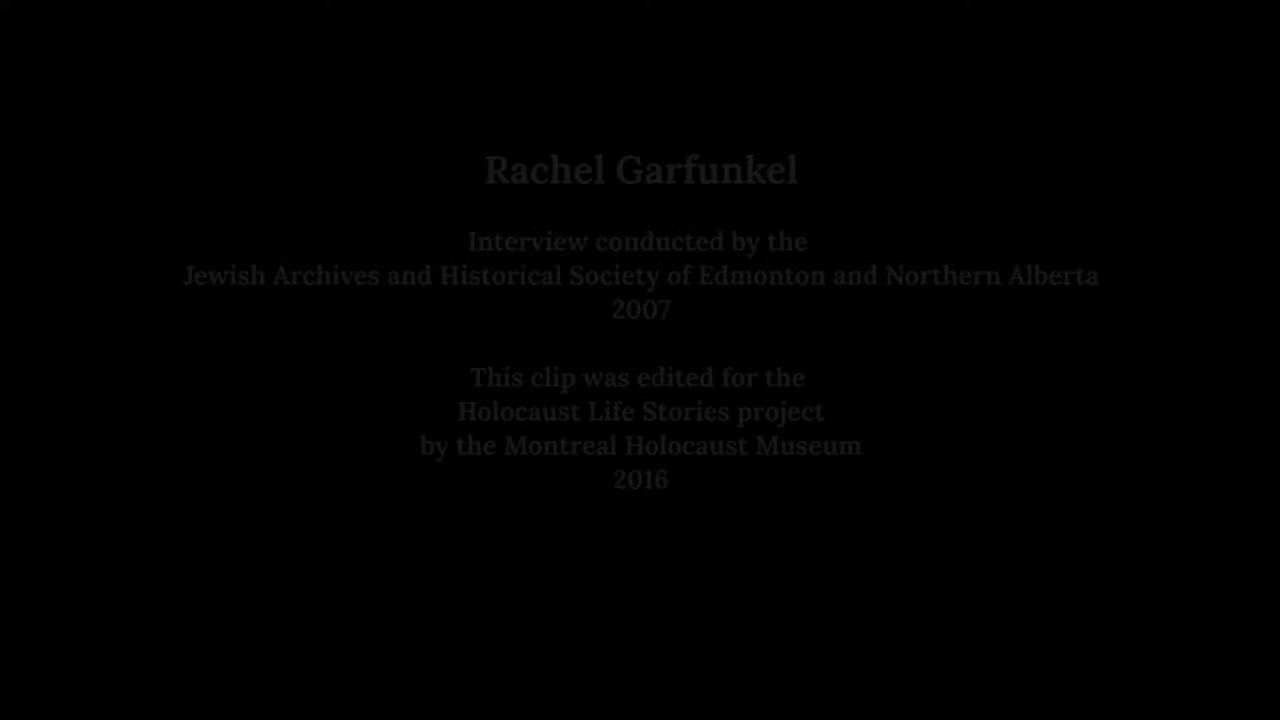 Rachel Garfunkel
Interview conducted by the
Jewish Archives and Historical Society of Edmonton and Northern Alberta
2007
This clip was edited for the
Holocaust Life Stories project
by the Montreal Holocaust Museum
2016